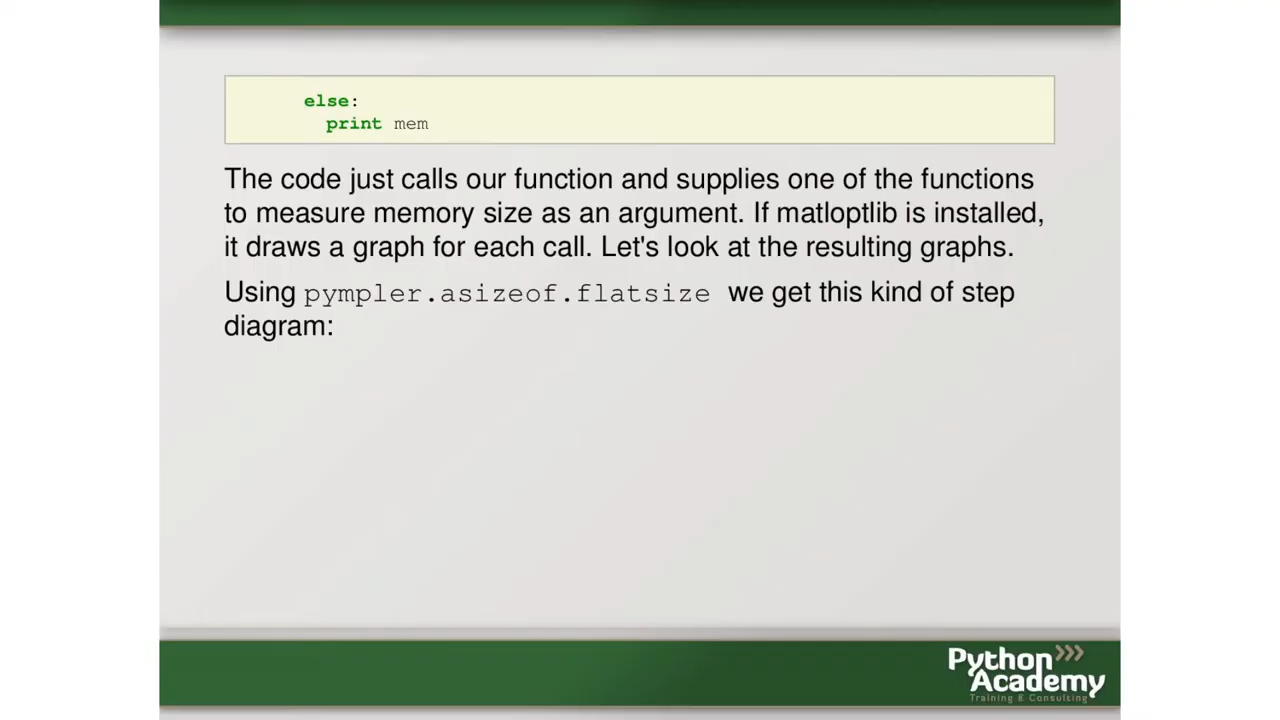 else:
print mem
The code just calls our function and supplies one of the functions
to measure memory size as an argument. If matloptlib is installed,
it draws a graph for each call. Let's look at the resulting graphs.
Using pympler.asizeof.flatsize we get this kind of step
diagram:
Python
Academy
Training & Consulting